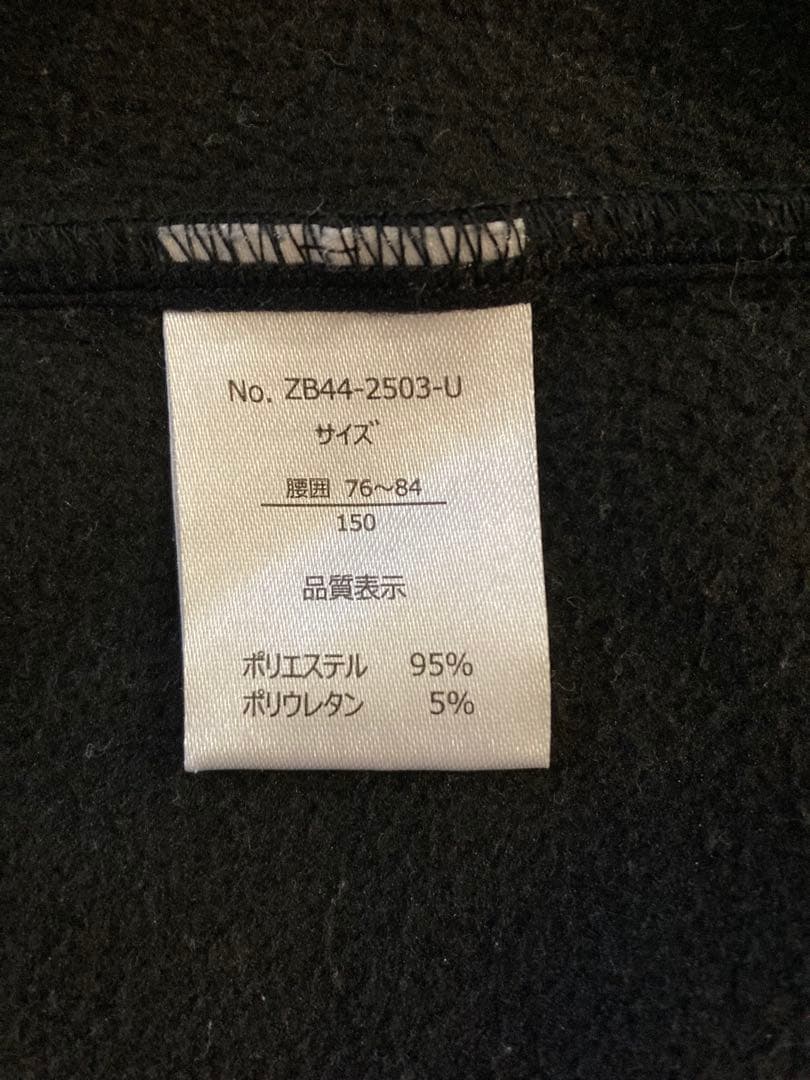 No. ZB44-2503-U
サイズ
腰囲 76～84
150
品質表示
ポリエステル 95%
ポリウレタン 5%